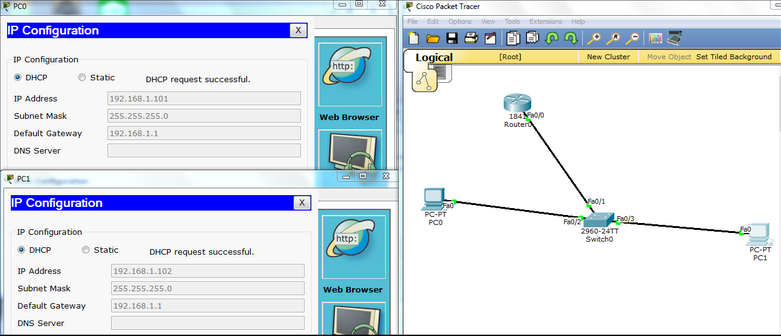 PC0
IP Configuration X
IP Configuration
DHCP Static DHCP request successful.
IP Address 192.168.1.101
Subnet Mask 255.255.255.0
Default Gateway 192.168.1.1
DNS Server
http:
Web Browser
PC1
IP Configuration X
IP Configuration
DHCP Static DHCP request successful.
IP Address 192.168.1.102
Subnet Mask 255.255.255.0
Default Gateway 192.168.1.1
DNS Server
http:
Web Browser
Cisco Packet Tracer
File Edit Options View Tools Extensions Help
Logical [Root] New Cluster Move Object Set Tiled Background
Fa0/0
1841
Router0
Fa0/1
Fa0
PC-PT
PC0
Fa0/2
Fa0/3
2960-24TT
Switch0
Fa0
PC-PT
PC1